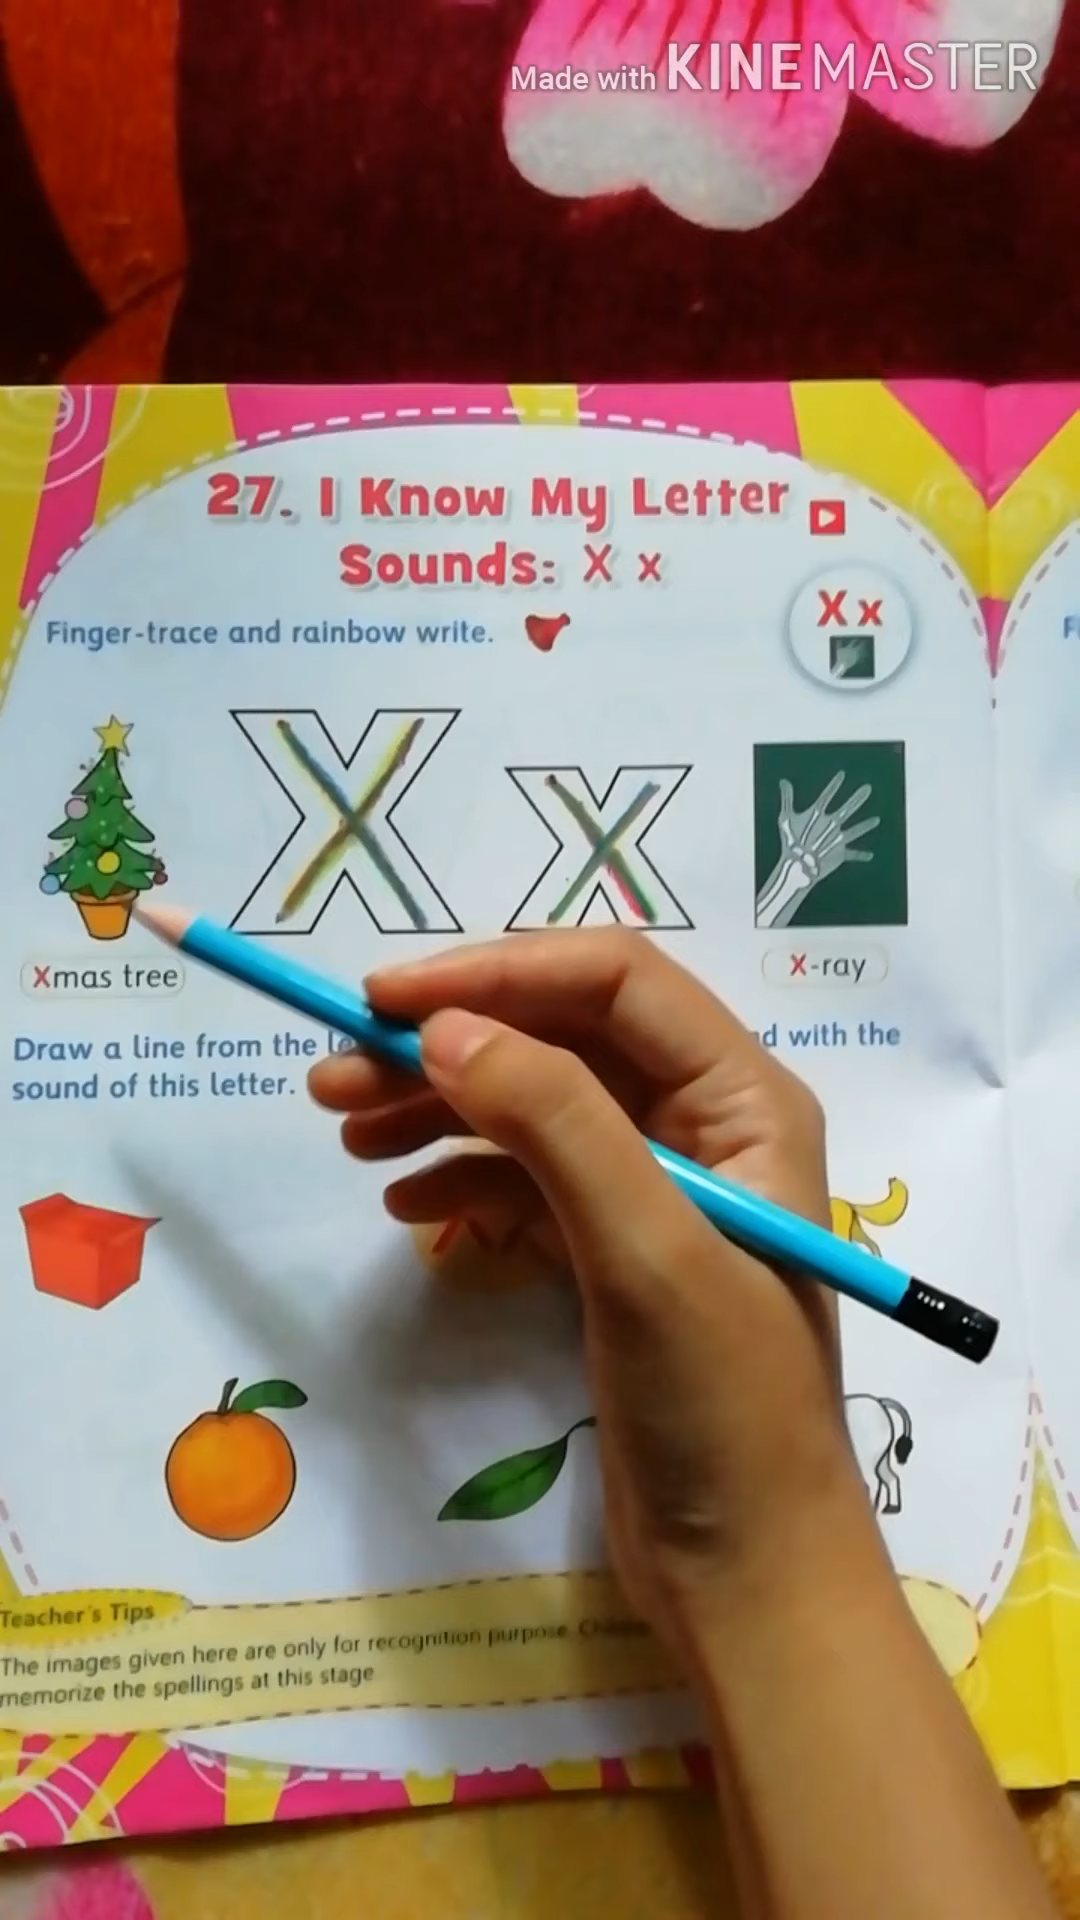 Made with KINEMASTER
27. I Know My Letter
Sounds: X x
Finger-trace and rainbow write.
X x
X x
Xmas tree
X-ray
Draw a line from the with the
sound of this letter.
Teacher's Tips
The images given here are only for recognition purpose.
memorize the spellings at this stage